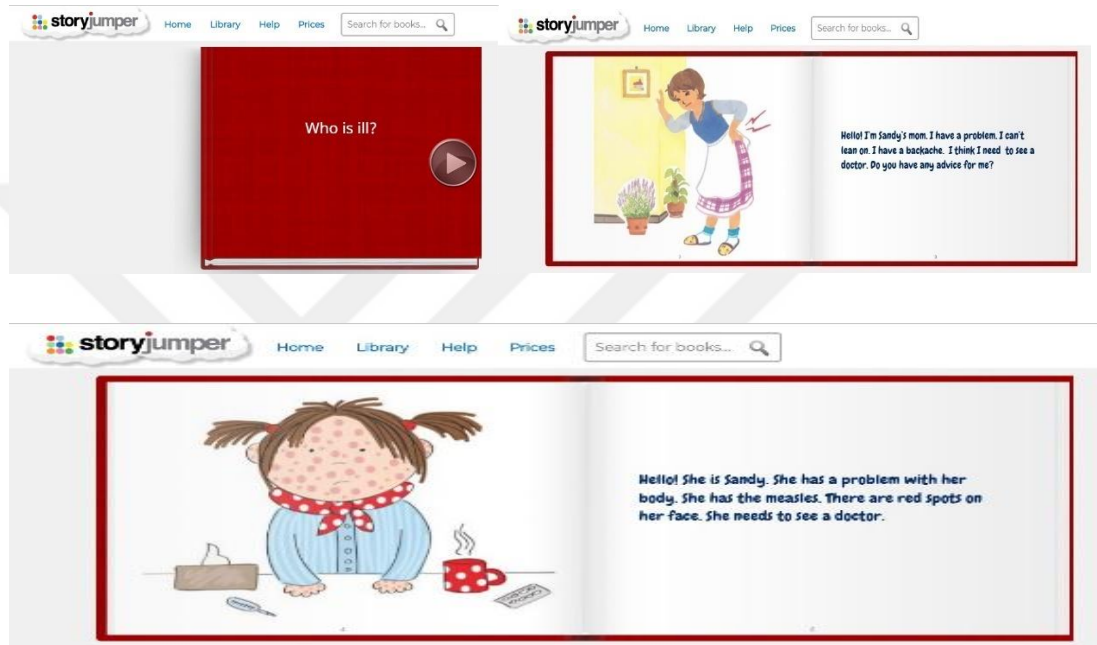 storyjumper Home Library Help Prices Search for books...
Who is ill?
storyjumper Home Library Help Prices Search for books...
Hello! I'm Sandy's mom. I have a problem. I can't
lean on. I have a backache. I think I need to see a
doctor. Do you have any advice for me?
storyjumper Home Library Help Prices Search for books...
Hello! She is Sandy. She has a problem with her
body. She has the measles. There are red spots on
her face. She needs to see a doctor.